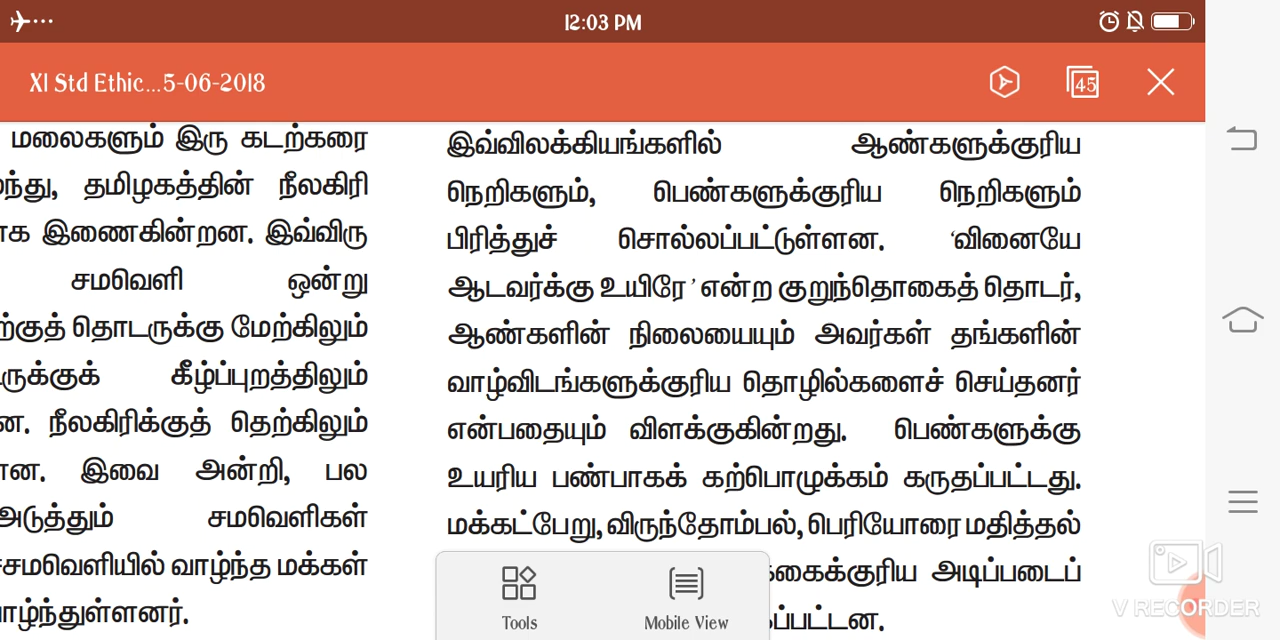 12:03 PM
XI Std Ethic...5-06-2018
45
மலைகளும் இரு கடற்கரை
தமிழகத்தின் நீலகிரி
இணைகின்றன. இவ்விரு
சமவெளி ஒன்று
தொடருக்கு மேற்கிலும்
கீழ்ப்புறத்திலும்
நீலகிரிக்குத் தெற்கிலும்
இவை அன்றி, பல
அடுத்தும் சமவெளிகள்
வாழ்ந்த மக்கள்
இவ்விலக்கியங்களில் ஆண்களுக்குரிய
நெறிகளும், பெண்களுக்குரிய நெறிகளும்
பிரித்துச் சொல்லப்பட்டுள்ளன. ‘வினையே
ஆடவர்க்கு உயிரே’ என்ற குறுந்தொகைத் தொடர்,
ஆண்களின் நிலையையும் அவர்கள் தங்களின்
வாழ்விடங்களுக்குரிய தொழில்களைச் செய்தனர்
என்பதையும் விளக்குகின்றது. பெண்களுக்கு
உயரிய பண்பாகக் கற்பொழுக்கம் கருதப்பட்டது.
மக்கட்பேறு, விருந்தோம்பல், பெரியோரை மதித்தல்
அடிப்படைப்
Tools
Mobile View
V RECORDER